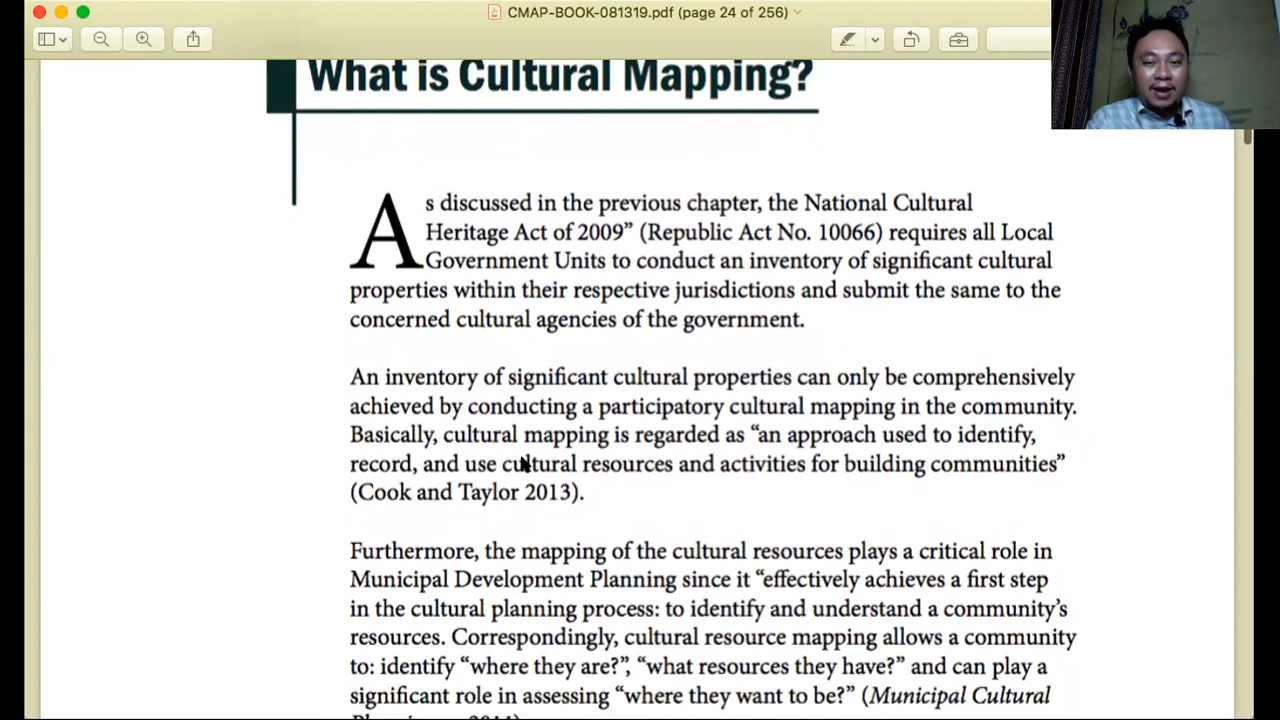 CMAP-BOOK-081319.pdf (page 24 of 256)
What is Cultural Mapping?
As discussed in the previous chapter, the National Cultural
Heritage Act of 2009” (Republic Act No. 10066) requires all Local
Government Units to conduct an inventory of significant cultural
properties within their respective jurisdictions and submit the same to the
concerned cultural agencies of the government.
An inventory of significant cultural properties can only be comprehensively
achieved by conducting a participatory cultural mapping in the community.
Basically, cultural mapping is regarded as “an approach used to identify,
record, and use cultural resources and activities for building communities”
(Cook and Taylor 2013).
Furthermore, the mapping of the cultural resources plays a critical role in
Municipal Development Planning since it “effectively achieves a first step
in the cultural planning process: to identify and understand a community’s
resources. Correspondingly, cultural resource mapping allows a community
to: identify “where they are?”, “what resources they have?” and can play a
significant role in assessing “where they want to be?” (Municipal Cultural